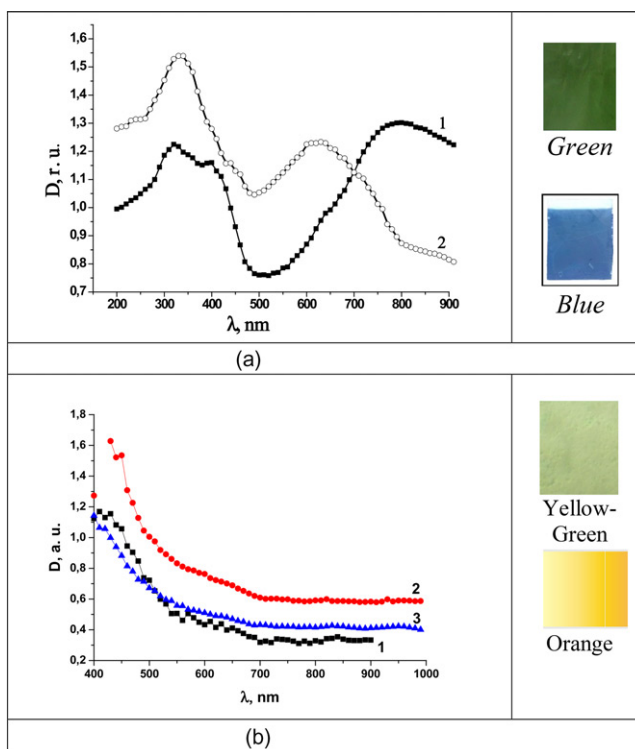 1,6
1,5
1,4
1,3
1,2
1,1
1,0
0,9
0,8
0,7
D, r. u.
1
2
200 300 400 500 600 700 800 900
λ, nm
Green
Blue
(a)
1,8
1,6
1,4
1,2
1,0
0,8
0,6
0,4
0,2
D, a. u.
2
3
1
400 500 600 700 800 900 1000
λ, nm
Yellow-
Green
Orange
(b)